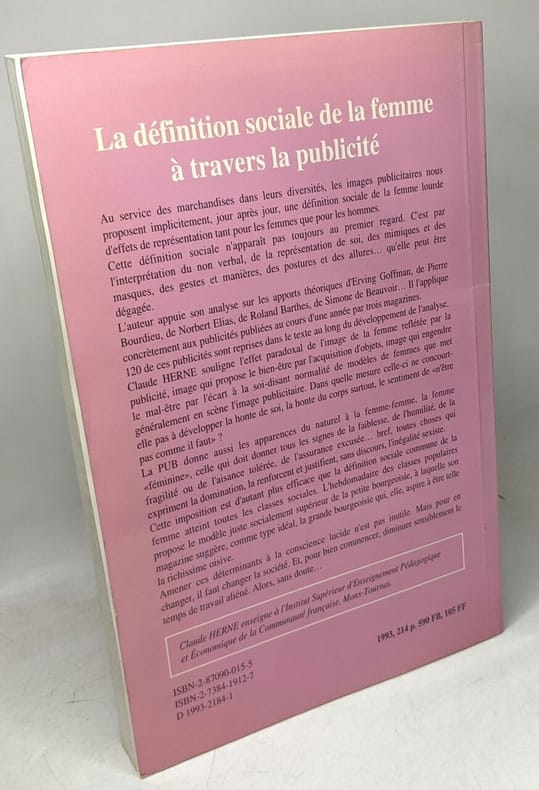 La définition sociale de la femme
à travers la publicité
Au service des marchandises dans leurs diversités, les images publicitaires nous
proposent implicitement, jour après jour, une définition sociale de la femme lourde
d'effets de représentation tant pour les femmes que pour les hommes.
Cette définition sociale n'apparaît pas toujours au premier regard. C'est par
l'interprétation du non verbal, de la représentation de soi, des mimiques et des
masques, des gestes et manières, des postures et des allures... qu'elle peut être
dégagée.
L'auteur appuie son analyse sur les apports théoriques d'Erving Goffman, de Pierre
Bourdieu, de Norbert Elias, de Roland Barthes, de Simone de Beauvoir... Il l'applique
concrètement aux publicités publiées au cours d'une année par trois magazines.
120 de ces publicités sont reprises dans le texte au long du développement de l'analyse.
Claude HERNE souligne l'effet paradoxal de l'image de la femme reflétée par la
publicité, image qui propose le bien-être par l'acquisition d'objets, image qui engendre
le mal-être par l'écart à la soi-disant normalité de modèles de femmes que met
généralement en scène l'image publicitaire. Dans quelle mesure celle-ci ne concourt-
elle pas à développer la honte de soi, la honte du corps surtout, le sentiment de «n'être
pas comme il faut» ?
La PUB donne aussi les apparences du naturel à la femme-femme, la femme
«féminine», celle qui doit donner tous les signes de la faiblesse, de l'humilité, de la
fragilité ou de l'aisance tolérée, de l'assurance excusée... bref, toutes choses qui
expriment la domination, la renforcent et justifient, sans discours, l'inégalité sexiste.
Cette imposition est d'autant plus efficace que la définition sociale commune de la
femme atteint toutes les classes sociales. L'hebdomadaire des classes populaires
propose le modèle juste socialement supérieur de la petite bourgeoisie, à laquelle son
magazine suggère, comme type idéal, la grande bourgeoisie qui, elle, aspire à être telle
la richissime oisive.
Amener ces déterminants à la conscience lucide n'est pas inutile. Mais pour en
changer, il faut changer la société. Et, pour bien commencer, diminuer sensiblement le
temps de travail aliéné. Alors, sans doute...
Claude HERNE enseigne à l'Institut Supérieur d'Enseignement Pédagogique
et Économique de la Communauté française, Mons-Tournai.
ISBN-2-87090-015-5
ISBN-2-7384-1912-7
D 1993-2184-1
1993, 214 p. 590 FB, 105 FF